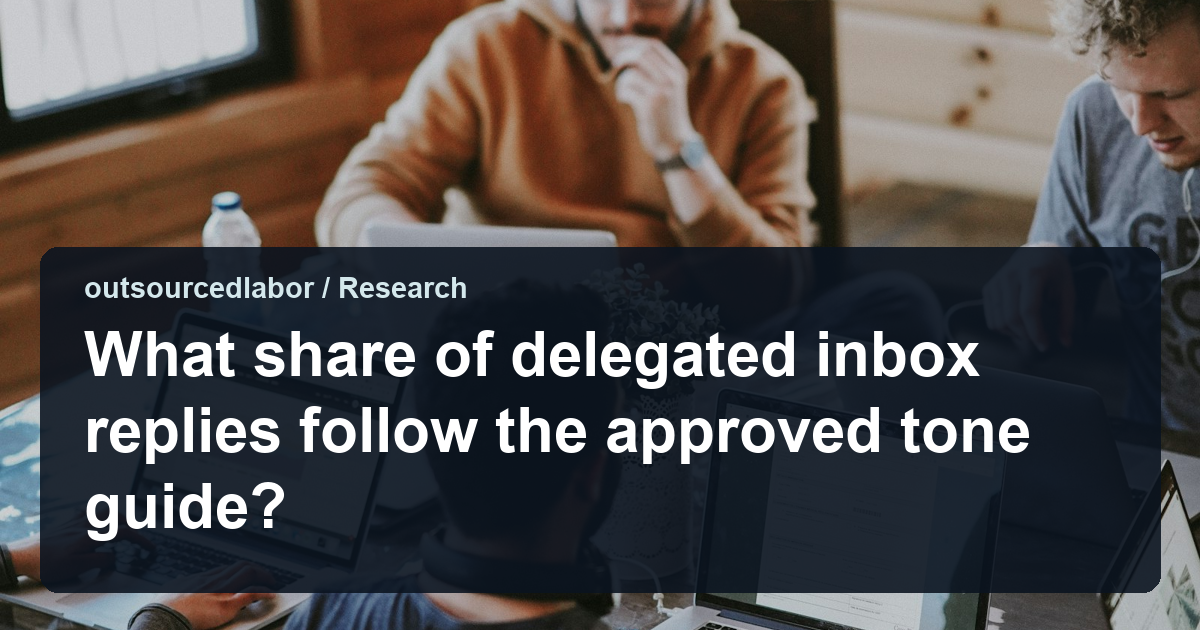 outsourcedlabor / Research
What share of delegated inbox
replies follow the approved tone
guide?